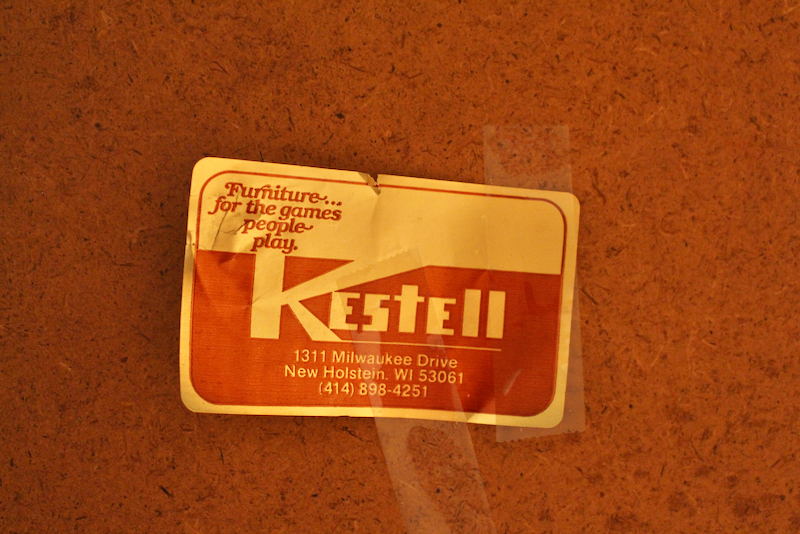 Furniture...
for the games
people
play.
Kestell
1311 Milwaukee Drive
New Holstein, WI 53061
(414) 898-4251